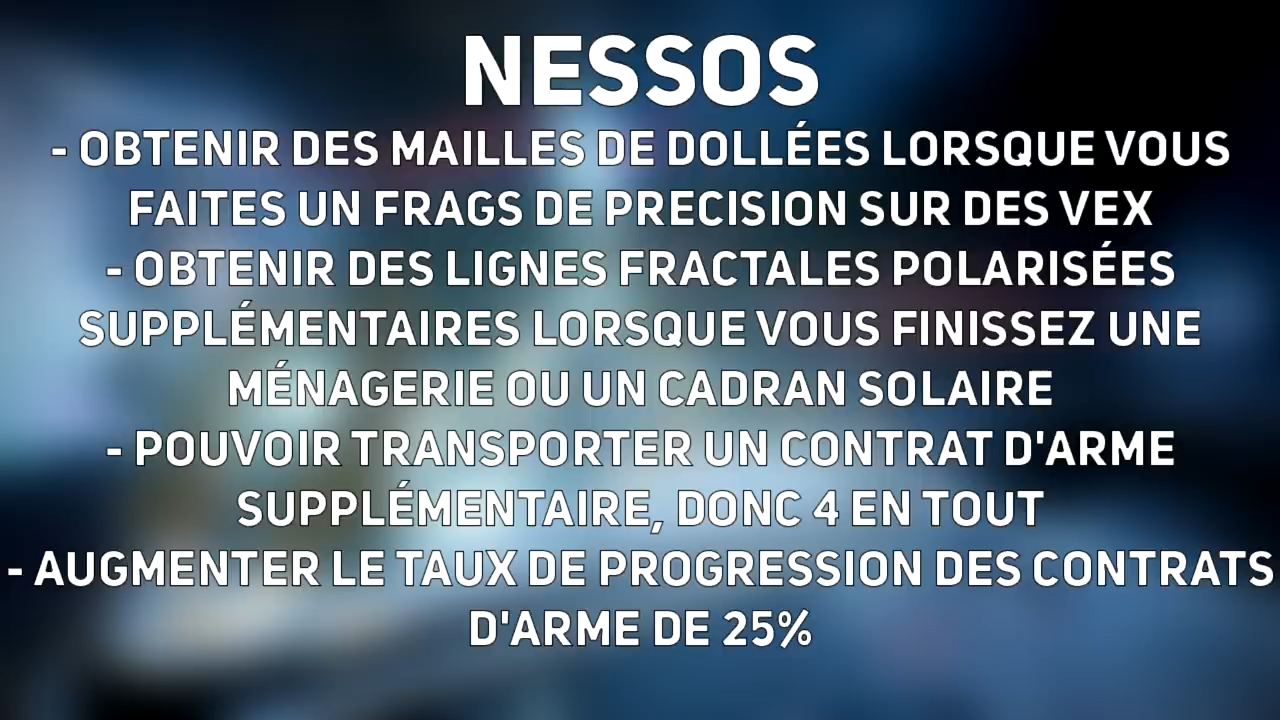 NESSOS
- OBTENIR DES MAILLES DE DOLLÉES LORSQUE VOUS
FAITES UN FRAGS DE PRECISION SUR DES VEX
- OBTENIR DES LIGNES FRACTALES POLARISÉES
SUPPLÉMENTAIRES LORSQUE VOUS FINISSEZ UNE
MÉNAGERIE OU UN CADRAN SOLAIRE
- POUVOIR TRANSPORTER UN CONTRAT D'ARME
SUPPLÉMENTAIRE, DONC 4 EN TOUT
- AUGMENTER LE TAUX DE PROGRESSION DES CONTRATS
D'ARME DE 25%